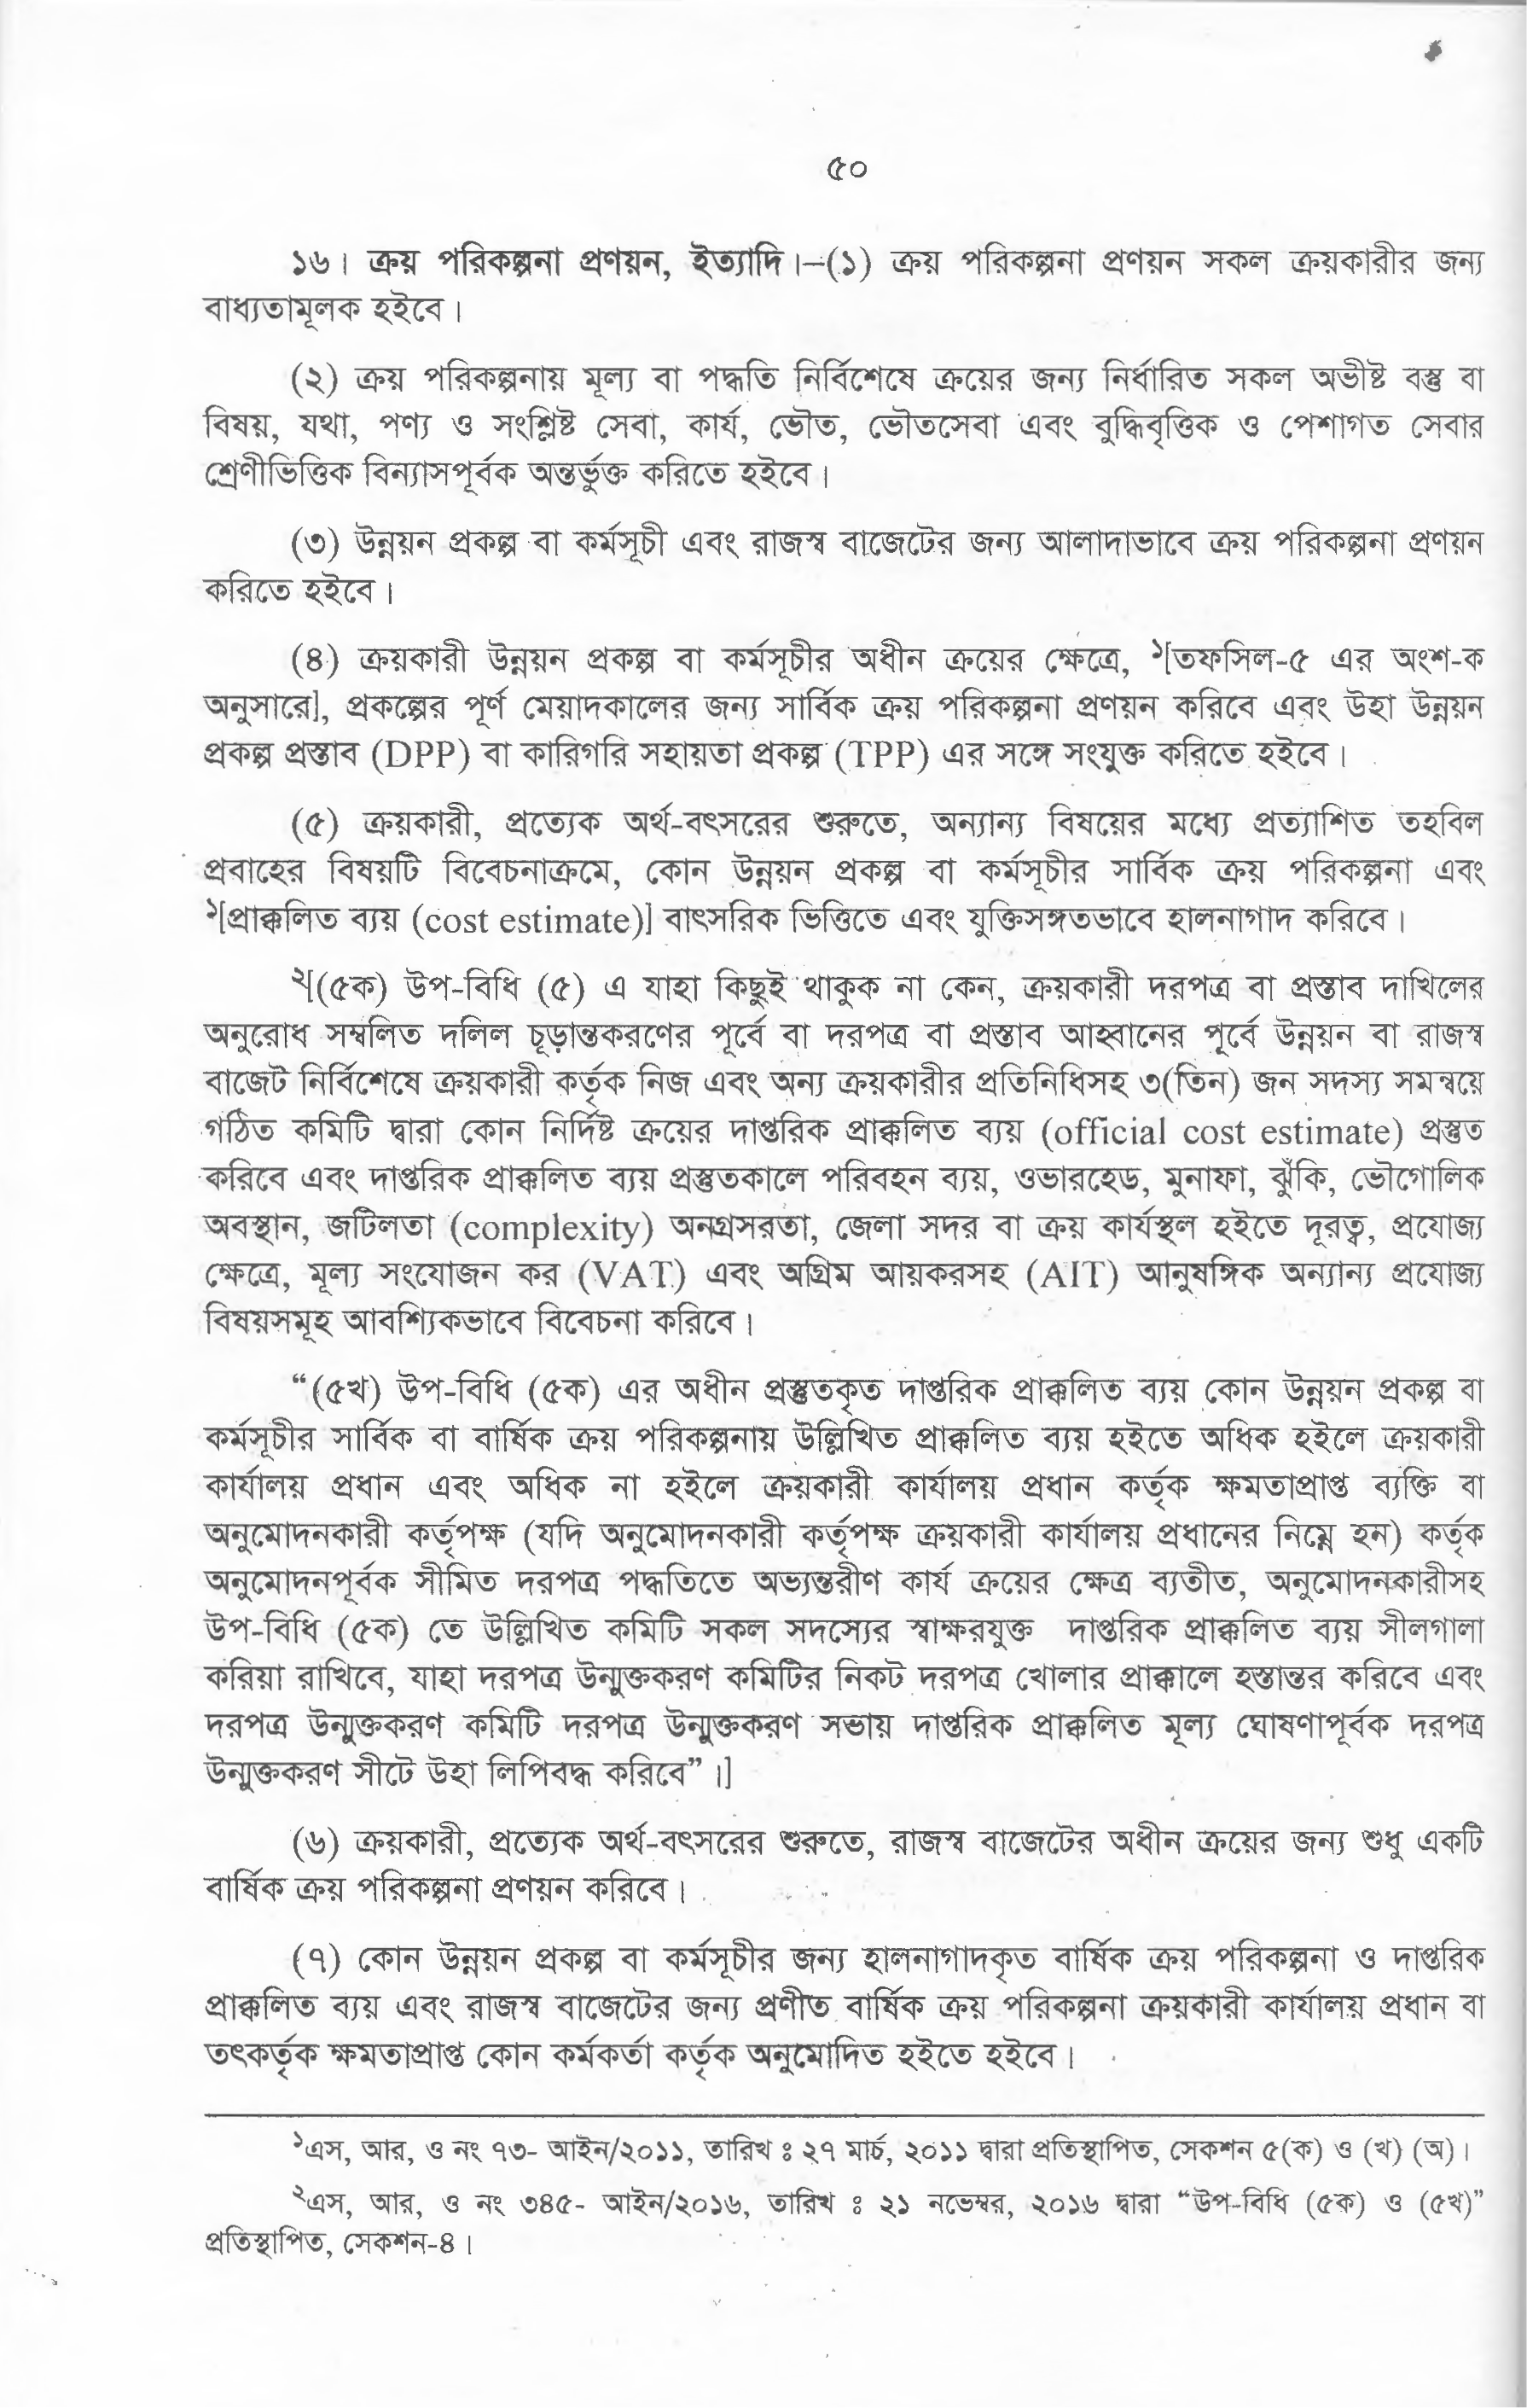 ৫০
১৬। ক্রয় পরিকল্পনা প্রণয়ন, ইত্যাদি।–(১) ক্রয় পরিকল্পনা প্রণয়ন সকল ক্রয়কারীর জন্য
বাধ্যতামূলক হইবে।
(২) ক্রয় পরিকল্পনায় মূল্য বা পদ্ধতি নির্বিশেষে ক্রয়ের জন্য নির্ধারিত সকল অভীষ্ট বস্তু বা
বিষয়, যথা, পণ্য ও সংশ্লিষ্ট সেবা, কার্য, ভৌত, ভৌতসেবা এবং বুদ্ধিবৃত্তিক ও পেশাগত সেবার
শ্রেণীভিত্তিক বিন্যাসপূর্বক অন্তর্ভুক্ত করিতে হইবে।
(৩) উন্নয়ন প্রকল্প বা কর্মসূচী এবং রাজস্ব বাজেটের জন্য আলাদাভাবে ক্রয় পরিকল্পনা প্রণয়ন
করিতে হইবে।
(৪) ক্রয়কারী উন্নয়ন প্রকল্প বা কর্মসূচীর অধীন ক্রয়ের ক্ষেত্রে, ১[তফসিল-৫ এর অংশ-ক
অনুসারে], প্রকল্পের পূর্ণ মেয়াদকালের জন্য সার্বিক ক্রয় পরিকল্পনা প্রণয়ন করিবে এবং উহা উন্নয়ন
প্রকল্প প্রস্তাব (DPP) বা কারিগরি সহায়তা প্রকল্প (TPP) এর সঙ্গে সংযুক্ত করিতে হইবে।
(৫) ক্রয়কারী, প্রত্যেক অর্থ-বৎসরের শুরুতে, অন্যান্য বিষয়ের মধ্যে প্রত্যাশিত তহবিল
প্রবাহের বিষয়টি বিবেচনাক্রমে, কোন উন্নয়ন প্রকল্প বা কর্মসূচীর সার্বিক ক্রয় পরিকল্পনা এবং
১[প্রাক্কলিত ব্যয় (cost estimate)] বাৎসরিক ভিত্তিতে এবং যুক্তিসঙ্গতভাবে হালনাগাদ করিবে।
২[(৫ক) উপ-বিধি (৫) এ যাহা কিছুই থাকুক না কেন, ক্রয়কারী দরপত্র বা প্রস্তাব দাখিলের
অনুরোধ সম্বলিত দলিল চূড়ান্তকরণের পূর্বে বা দরপত্র বা প্রস্তাব আহ্বানের পূর্বে উন্নয়ন বা রাজস্ব
বাজেট নির্বিশেষে ক্রয়কারী কর্তৃক নিজ এবং অন্য ক্রয়কারীর প্রতিনিধিসহ ৩(তিন) জন সদস্য সমন্বয়ে
গঠিত কমিটি দ্বারা কোন নির্দিষ্ট ক্রয়ের দাপ্তরিক প্রাক্কলিত ব্যয় (official cost estimate) প্রস্তুত
করিবে এবং দাপ্তরিক প্রাক্কলিত ব্যয় প্রস্তুতকালে পরিবহন ব্যয়, ওভারহেড, মুনাফা, ঝুঁকি, ভৌগোলিক
অবস্থান, জটিলতা (complexity) অনগ্রসরতা, জেলা সদর বা ক্রয় কার্যস্থল হইতে দূরত্ব, প্রযোজ্য
ক্ষেত্রে, মূল্য সংযোজন কর (VAT) এবং অগ্রিম আয়করসহ (AIT) আনুষঙ্গিক অন্যান্য প্রযোজ্য
বিষয়সমূহ আবশ্যিকভাবে বিবেচনা করিবে।
“(৫খ) উপ-বিধি (৫ক) এর অধীন প্রস্তুতকৃত দাপ্তরিক প্রাক্কলিত ব্যয় কোন উন্নয়ন প্রকল্প বা
কর্মসূচীর সার্বিক বা বার্ষিক ক্রয় পরিকল্পনায় উল্লিখিত প্রাক্কলিত ব্যয় হইতে অধিক হইলে ক্রয়কারী
কার্যালয় প্রধান এবং অধিক না হইলে ক্রয়কারী কার্যালয় প্রধান কর্তৃক ক্ষমতাপ্রাপ্ত ব্যক্তি বা
অনুমোদনকারী কর্তৃপক্ষ (যদি অনুমোদনকারী কর্তৃপক্ষ ক্রয়কারী কার্যালয় প্রধানের নিম্নে হন) কর্তৃক
অনুমোদনপূর্বক সীমিত দরপত্র পদ্ধতিতে অভ্যন্তরীণ কার্য ক্রয়ের ক্ষেত্র ব্যতীত, অনুমোদনকারীসহ
উপ-বিধি (৫ক) তে উল্লিখিত কমিটি সকল সদস্যের স্বাক্ষরযুক্ত দাপ্তরিক প্রাক্কলিত ব্যয় সীলগালা
করিয়া রাখিবে, যাহা দরপত্র উন্মুক্তকরণ কমিটির নিকট দরপত্র খোলার প্রাক্কালে হস্তান্তর করিবে এবং
দরপত্র উন্মুক্তকরণ কমিটি দরপত্র উন্মুক্তকরণ সভায় দাপ্তরিক প্রাক্কলিত মূল্য ঘোষণাপূর্বক দরপত্র
উন্মুক্তকরণ সীটে উহা লিপিবদ্ধ করিবে”।]
(৬) ক্রয়কারী, প্রত্যেক অর্থ-বৎসরের শুরুতে, রাজস্ব বাজেটের অধীন ক্রয়ের জন্য শুধু একটি
বার্ষিক ক্রয় পরিকল্পনা প্রণয়ন করিবে।
(৭) কোন উন্নয়ন প্রকল্প বা কর্মসূচীর জন্য হালনাগাদকৃত বার্ষিক ক্রয় পরিকল্পনা ও দাপ্তরিক
প্রাক্কলিত ব্যয় এবং রাজস্ব বাজেটের জন্য প্রণীত বার্ষিক ক্রয় পরিকল্পনা ক্রয়কারী কার্যালয় প্রধান বা
তৎকর্তৃক ক্ষমতাপ্রাপ্ত কোন কর্মকর্তা কর্তৃক অনুমোদিত হইতে হইবে।
১এস, আর, ও নং ৭৩- আইন/২০১১, তারিখ ঃ ২৭ মার্চ, ২০১১ দ্বারা প্রতিস্থাপিত, সেকশন ৫(ক) ও (খ) (অ)।
২এস, আর, ও নং ৩৪৫- আইন/২০১৬, তারিখ ঃ ২১ নভেম্বর, ২০১৬ দ্বারা “উপ-বিধি (৫ক) ও (৫খ)”
প্রতিস্থাপিত, সেকশন-৪।